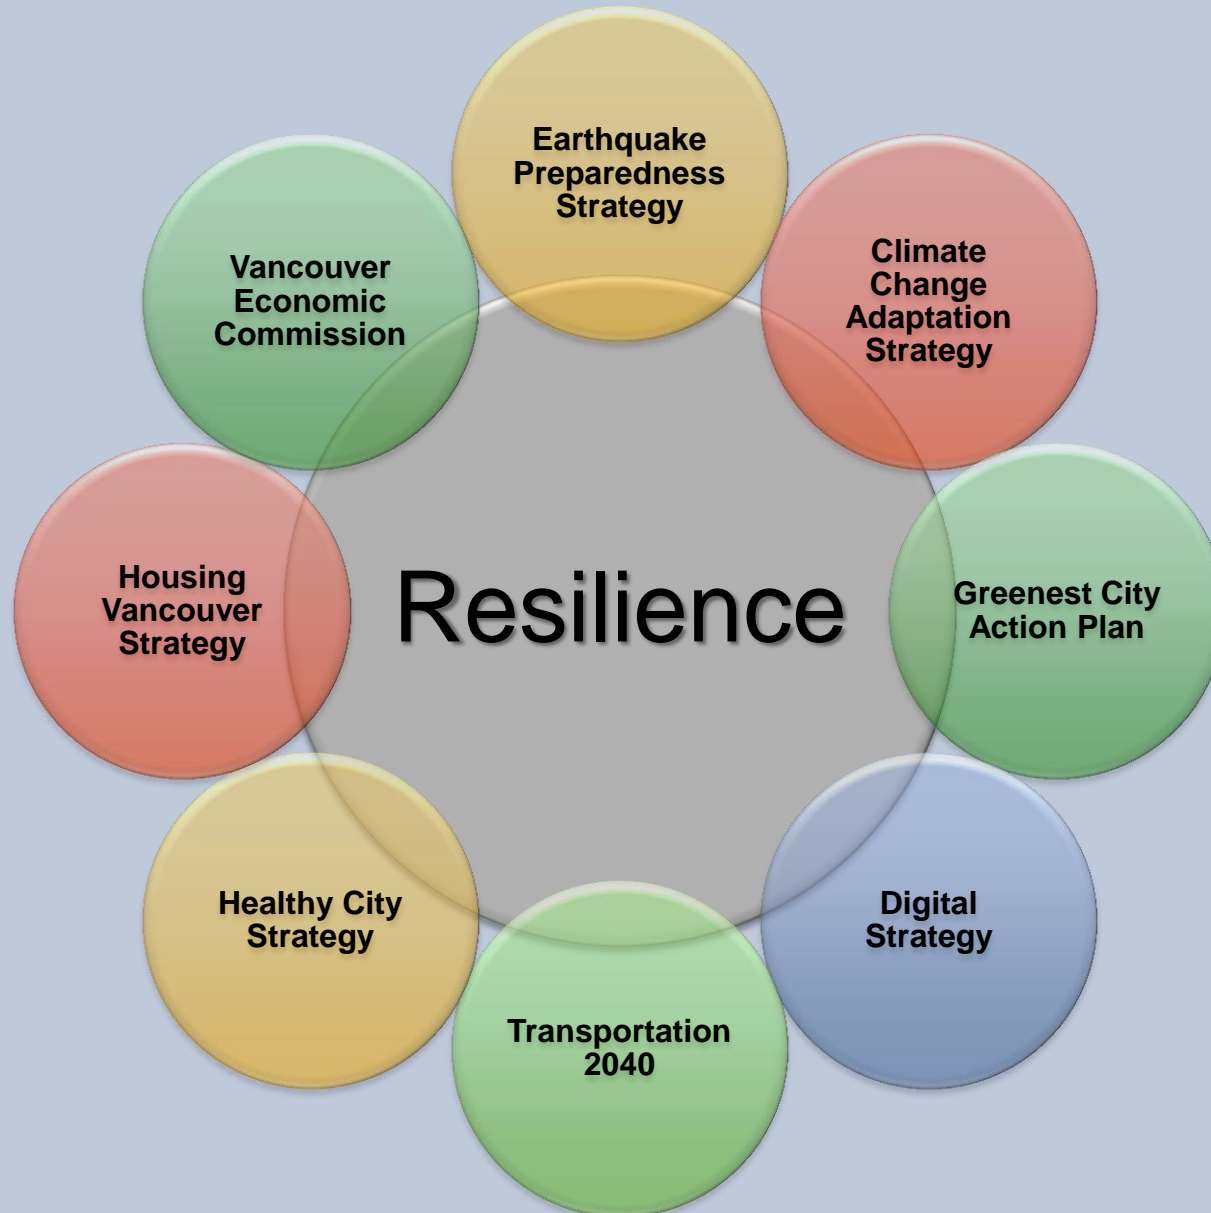 Earthquake
Preparedness
Strategy
Climate
Change
Adaptation
Strategy
Greenest City
Action Plan
Digital
Strategy
Transportation
2040
Healthy City
Strategy
Housing
Vancouver
Strategy
Vancouver
Economic
Commission
Resilience